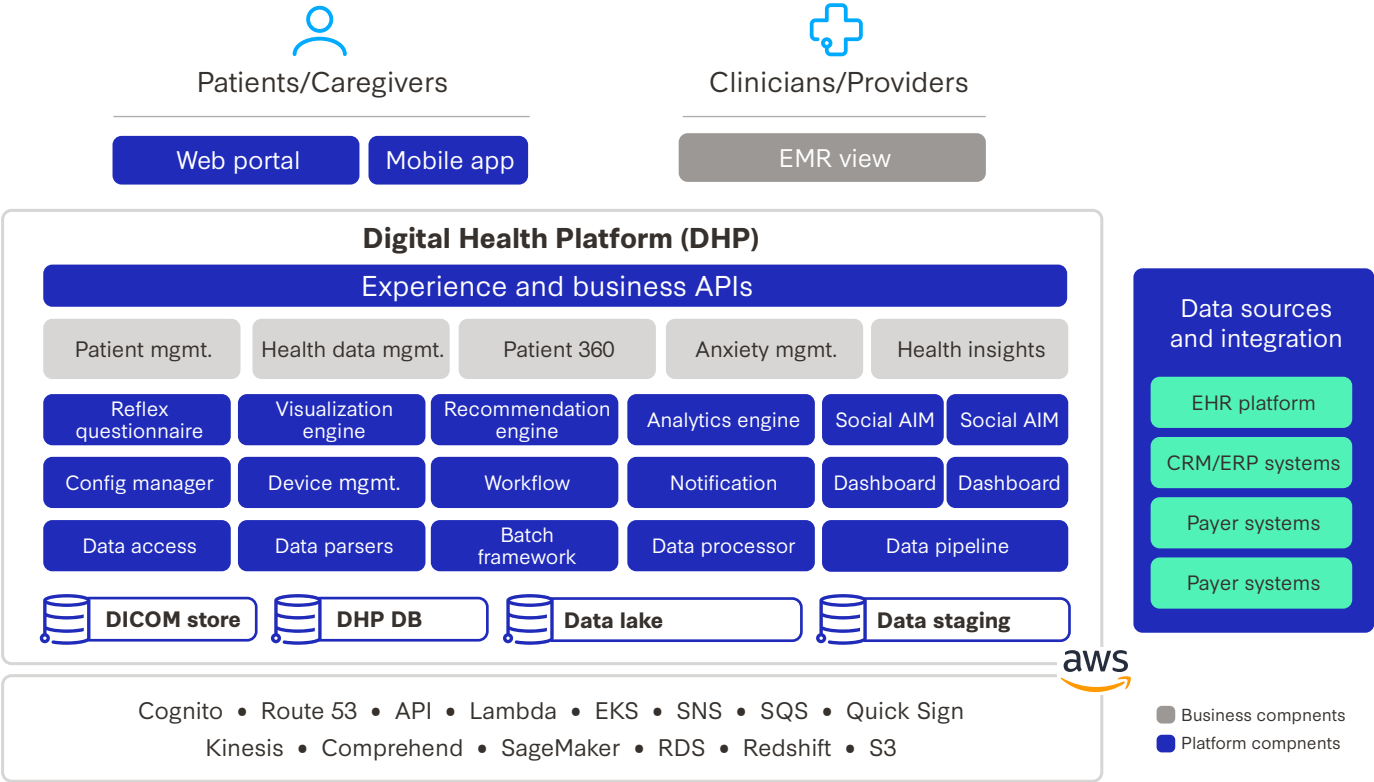 Patients/Caregivers
Clinicians/Providers
Web portal
Mobile app
EMR view
Digital Health Platform (DHP)
Experience and business APIs
Patient mgmt.
Health data mgmt.
Patient 360
Anxiety mgmt.
Health insights
Reflex
questionnaire
Visualization
engine
Recommendation
engine
Analytics engine
Social AIM
Social AIM
Config manager
Device mgmt.
Workflow
Notification
Dashboard
Dashboard
Data access
Data parsers
Batch
framework
Data processor
Data pipeline
DICOM store
DHP DB
Data lake
Data staging
Data sources
and integration
EHR platform
CRM/ERP systems
Payer systems
Payer systems
aws
Cognito • Route 53 • API • Lambda • EKS • SNS • SQS • Quick Sign
Kinesis • Comprehend • SageMaker • RDS • Redshift • S3
Business compnents
Platform compnents